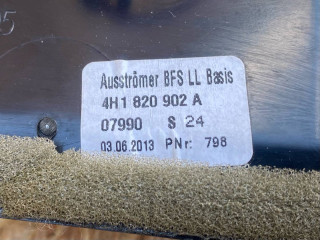 Ausströmer BFS LL Basis
4H1 820 902 A
07990 S 24
03.06.2013 PNr: 798